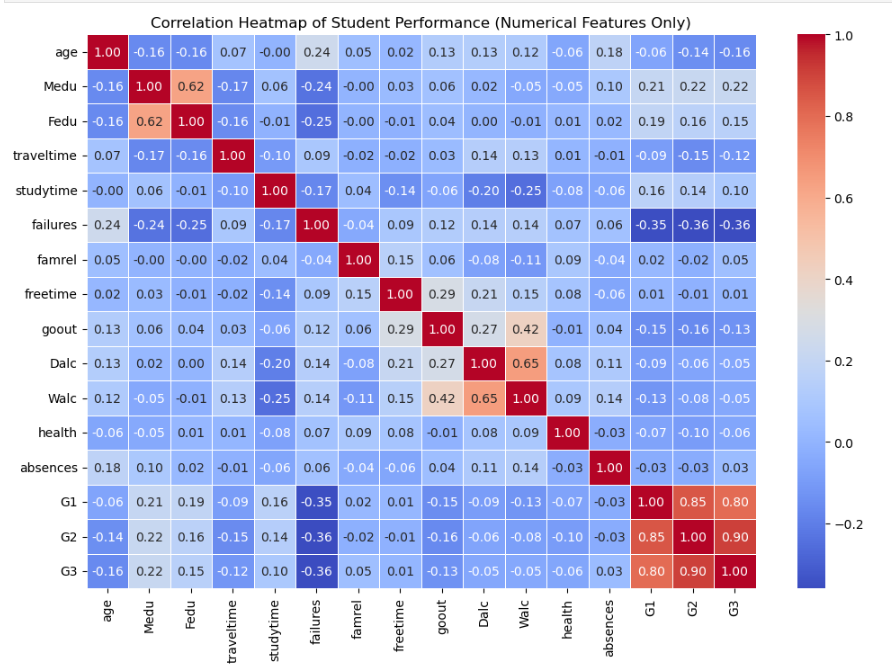 Correlation Heatmap of Student Performance (Numerical Features Only)
age 1.00 -0.16 -0.16 0.07 -0.00 0.24 0.05 0.02 0.13 0.13 0.12 -0.06 0.18 -0.06 -0.14 -0.16
Medu -0.16 1.00 0.62 -0.17 0.06 -0.24 -0.00 0.03 0.06 0.02 -0.05 -0.05 0.10 0.21 0.22 0.22
Fedu -0.16 0.62 1.00 -0.16 -0.01 -0.25 -0.00 -0.01 0.04 0.00 -0.01 0.01 0.02 0.19 0.16 0.15
traveltime 0.07 -0.17 -0.16 1.00 -0.10 0.09 -0.02 -0.02 0.03 0.14 0.13 0.01 -0.01 -0.09 -0.15 -0.12
studytime -0.00 0.06 -0.01 -0.10 1.00 -0.17 0.04 -0.14 -0.06 -0.20 -0.25 -0.08 -0.06 0.16 0.14 0.10
failures 0.24 -0.24 -0.25 0.09 -0.17 1.00 -0.04 0.09 0.12 0.14 0.14 0.07 0.06 -0.35 -0.36 -0.36
famrel 0.05 -0.00 -0.00 -0.02 0.04 -0.04 1.00 0.15 0.06 -0.08 -0.11 0.09 -0.04 0.02 -0.02 0.05
freetime 0.02 0.03 -0.01 -0.02 -0.14 0.09 0.15 1.00 0.29 0.21 0.15 0.08 -0.06 0.01 -0.01 0.01
goout 0.13 0.06 0.04 0.03 -0.06 0.12 0.06 0.29 1.00 0.27 0.42 -0.01 0.04 -0.15 -0.16 -0.13
Dalc 0.13 0.02 0.00 0.14 -0.20 0.14 -0.08 0.21 0.27 1.00 0.65 0.08 0.11 -0.09 -0.06 -0.05
Walc 0.12 -0.05 -0.01 0.13 -0.25 0.14 -0.11 0.15 0.42 0.65 1.00 0.09 0.14 -0.13 -0.08 -0.05
health -0.06 -0.05 0.01 0.01 -0.08 0.07 0.09 0.08 -0.01 0.08 0.09 1.00 -0.03 -0.07 -0.10 -0.06
absences 0.18 0.10 0.02 -0.01 -0.06 0.06 -0.04 -0.06 0.04 0.11 0.14 -0.03 1.00 -0.03 -0.03 0.03
G1 -0.06 0.21 0.19 -0.09 0.16 -0.35 0.02 0.01 -0.15 -0.09 -0.13 -0.07 -0.03 1.00 0.85 0.80
G2 -0.14 0.22 0.16 -0.15 0.14 -0.36 -0.02 -0.01 -0.16 -0.06 -0.08 -0.10 -0.03 0.85 1.00 0.90
G3 -0.16 0.22 0.15 -0.12 0.10 -0.36 0.05 0.01 -0.13 -0.05 -0.05 -0.06 0.03 0.80 0.90 1.00
age Medu Fedu traveltime studytime failures famrel freetime goout Dalc Walc health absences G1 G2 G3
1.0
0.8
0.6
0.4
0.2
0.0
−0.2